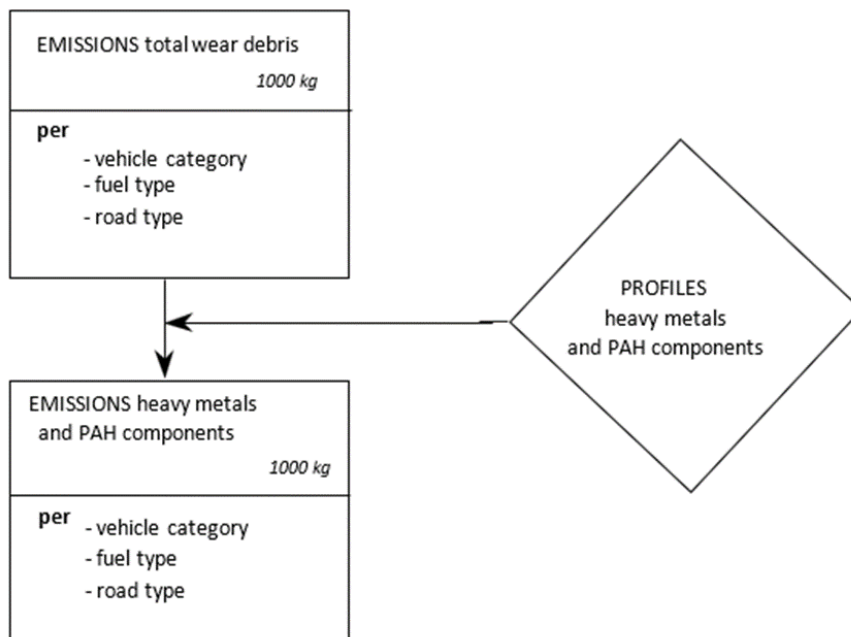 EMISSIONS total wear debris
1000 kg
per
- vehicle category
- fuel type
- road type
PROFILES
heavy metals
and PAH components
EMISSIONS heavy metals
and PAH components
1000 kg
per
- vehicle category
- fuel type
- road type